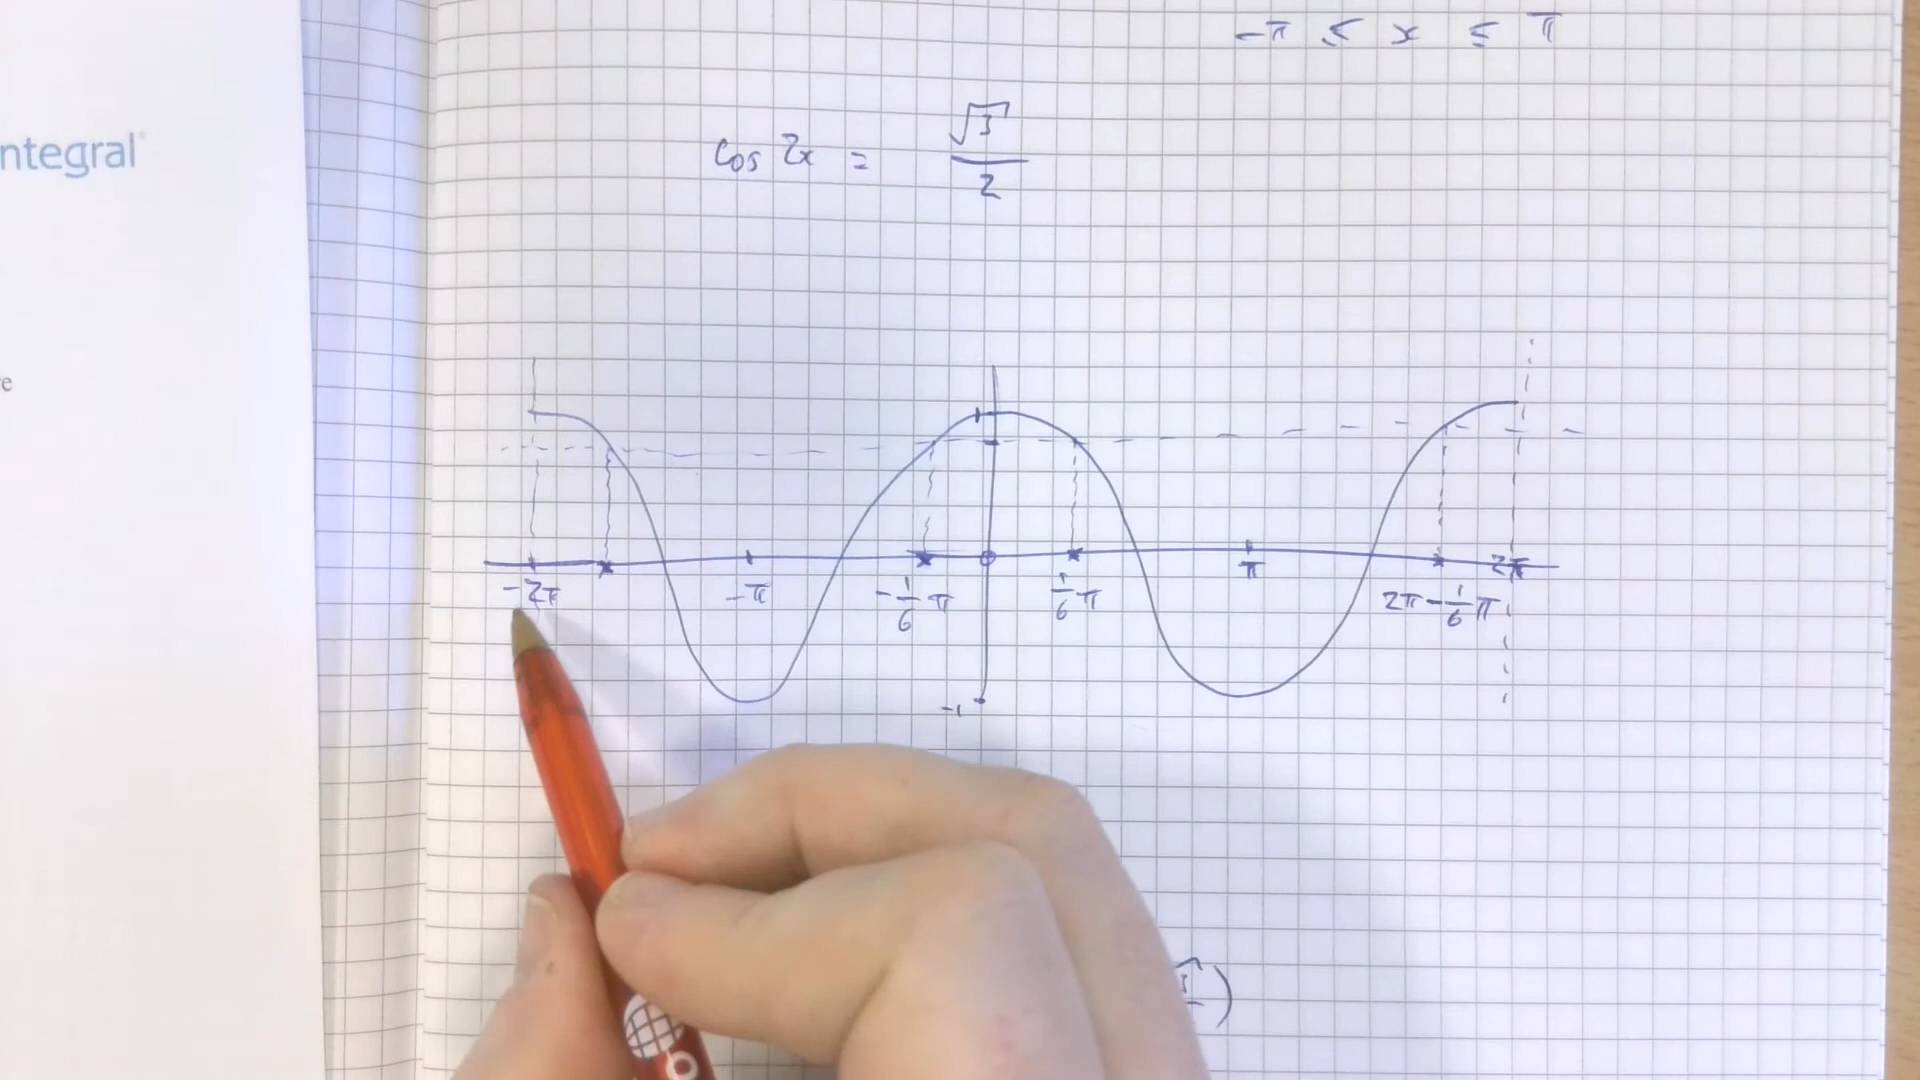 -π ≤ x ≤ π
ntegral
cos 2x = √3/2
e
-2π -π -1/6 π 1/6 π π 2π - 1/6 π 2π
-1
)